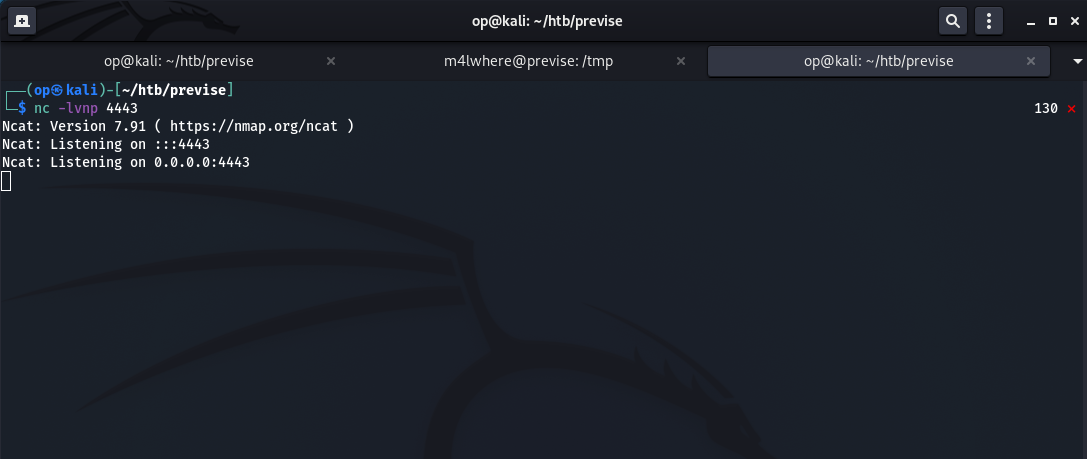 op@kali: ~/htb/previse
op@kali: ~/htb/previse m4lwhere@previse: /tmp op@kali: ~/htb/previse
┌──(op㉿kali)-[~/htb/previse]
└─$ nc -lvnp 4443 130 ⨯
Ncat: Version 7.91 ( https://nmap.org/ncat )
Ncat: Listening on :::4443
Ncat: Listening on 0.0.0.0:4443